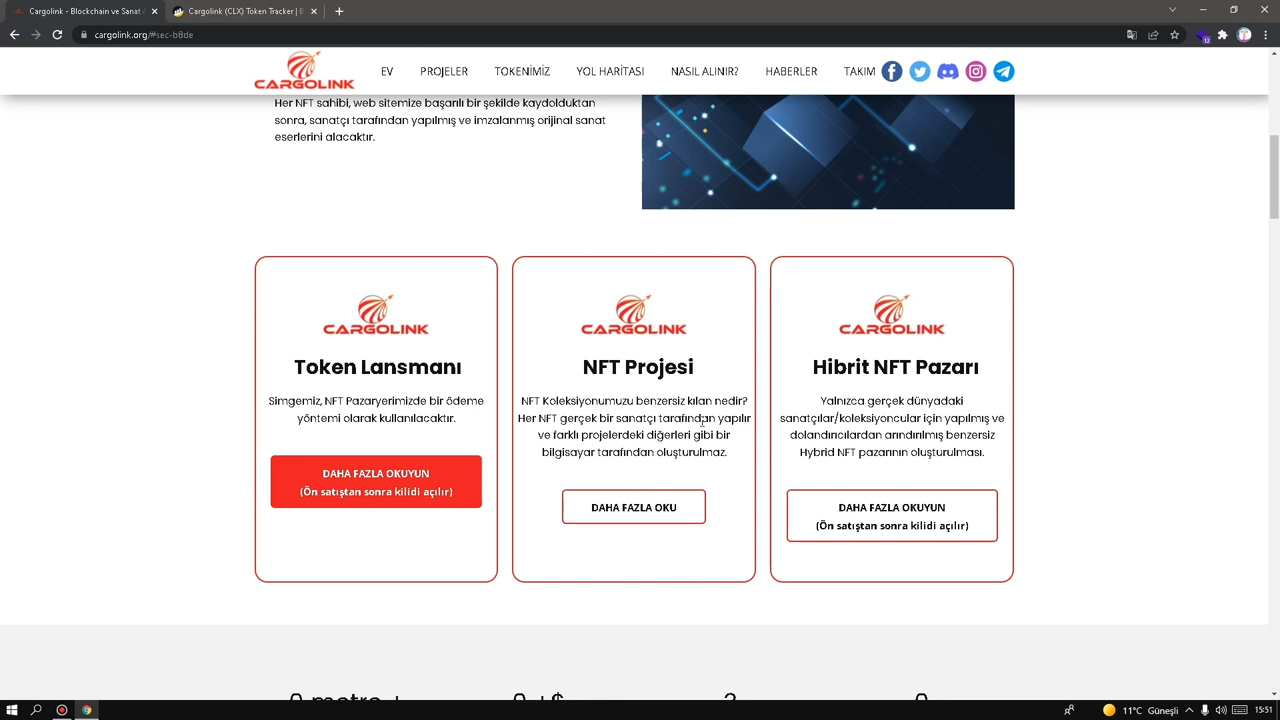 Cargolink - Blockchain ve Sanat A
Cargolink (CLX) Token Tracker | B
cargolink.org/#sec-b8de
12
CARGOLINK
EV
PROJELER
TOKENİMİZ
YOL HARİTASI
NASIL ALINIR?
HABERLER
TAKIM
Her NFT sahibi, web sitemize başarılı bir şekilde kaydolduktan
sonra, sanatçı tarafından yapılmış ve imzalanmış orijinal sanat
eserlerini alacaktır.
CARGOLINK
Token Lansmanı
Simgemiz, NFT Pazaryerimizde bir ödeme
yöntemi olarak kullanılacaktır.
DAHA FAZLA OKUYUN
(Ön satıştan sonra kilidi açılır)
CARGOLINK
NFT Projesi
NFT Koleksiyonumuzu benzersiz kılan nedir?
Her NFT gerçek bir sanatçı tarafından yapılır
ve farklı projelerdeki diğerleri gibi bir
bilgisayar tarafından oluşturulmaz.
DAHA FAZLA OKU
CARGOLINK
Hibrit NFT Pazarı
Yalnızca gerçek dünyadaki
sanatçılar/koleksiyoncular için yapılmış ve
dolandırıcılardan arındırılmış benzersiz
Hybrid NFT pazarının oluşturulması.
DAHA FAZLA OKUYUN
(Ön satıştan sonra kilidi açılır)
11°C Güneşli
15:51